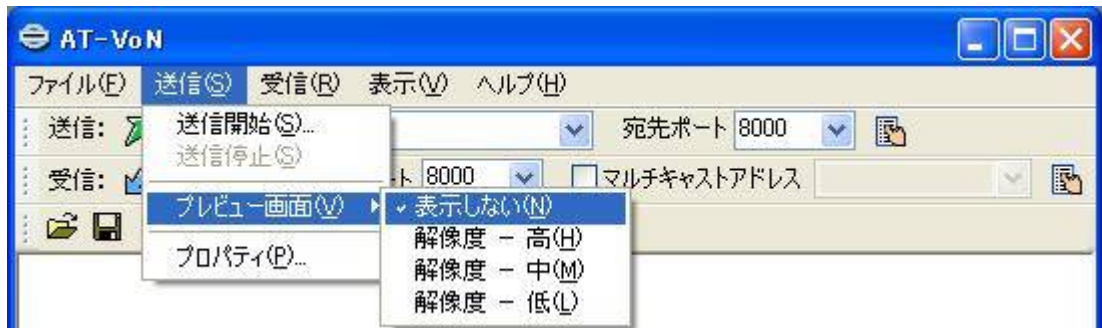 AT-VoN
ファイル(F) 送信(S) 受信(R) 表示(V) ヘルプ(H)
送信: 宛先ポート 8000
送信開始(S)...
送信停止(S)
受信: ト 8000 マルチキャストアドレス
プレビュー画面(V) 表示しない(N)
解像度 － 高(H)
プロパティ(P)...
解像度 － 中(M)
解像度 － 低(L)